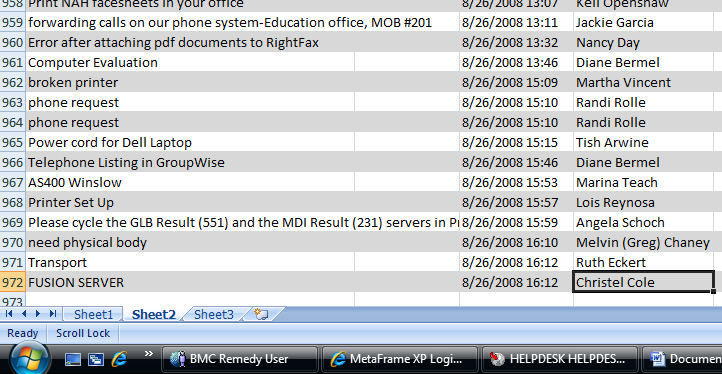 958 Print NAH facesheets in your office 8/26/2008 13:07 Kell Openshaw
959 forwarding calls on our phone system-Education office, MOB #201 8/26/2008 13:11 Jackie Garcia
960 Error after attaching pdf documents to RightFax 8/26/2008 13:32 Nancy Day
961 Computer Evaluation 8/26/2008 13:46 Diane Bermel
962 broken printer 8/26/2008 15:09 Martha Vincent
963 phone request 8/26/2008 15:10 Randi Rolle
964 phone request 8/26/2008 15:10 Randi Rolle
965 Power cord for Dell Laptop 8/26/2008 15:15 Tish Arwine
966 Telephone Listing in GroupWise 8/26/2008 15:46 Diane Bermel
967 AS400 Winslow 8/26/2008 15:53 Marina Teach
968 Printer Set Up 8/26/2008 15:57 Lois Reynosa
969 Please cycle the GLB Result (551) and the MDI Result (231) servers in Pr 8/26/2008 15:59 Angela Schoch
970 need physical body 8/26/2008 16:10 Melvin (Greg) Chaney
971 Transport 8/26/2008 16:12 Ruth Eckert
972 FUSION SERVER 8/26/2008 16:12 Christel Cole
973
Sheet1 Sheet2 Sheet3
Ready Scroll Lock
» BMC Remedy User MetaFrame XP Logi... HELPDESK HELPDES... Documen